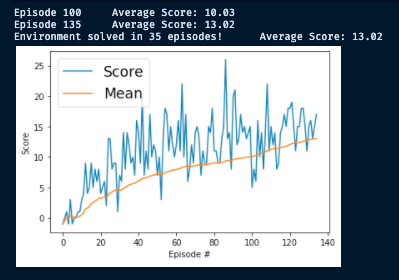 Episode 100 Average Score: 10.03
Episode 135 Average Score: 13.02
Environment solved in 35 episodes! Average Score: 13.02
Score
Mean
25
20
15
10
5
0
Score
0 20 40 60 80 100 120 140
Episode #